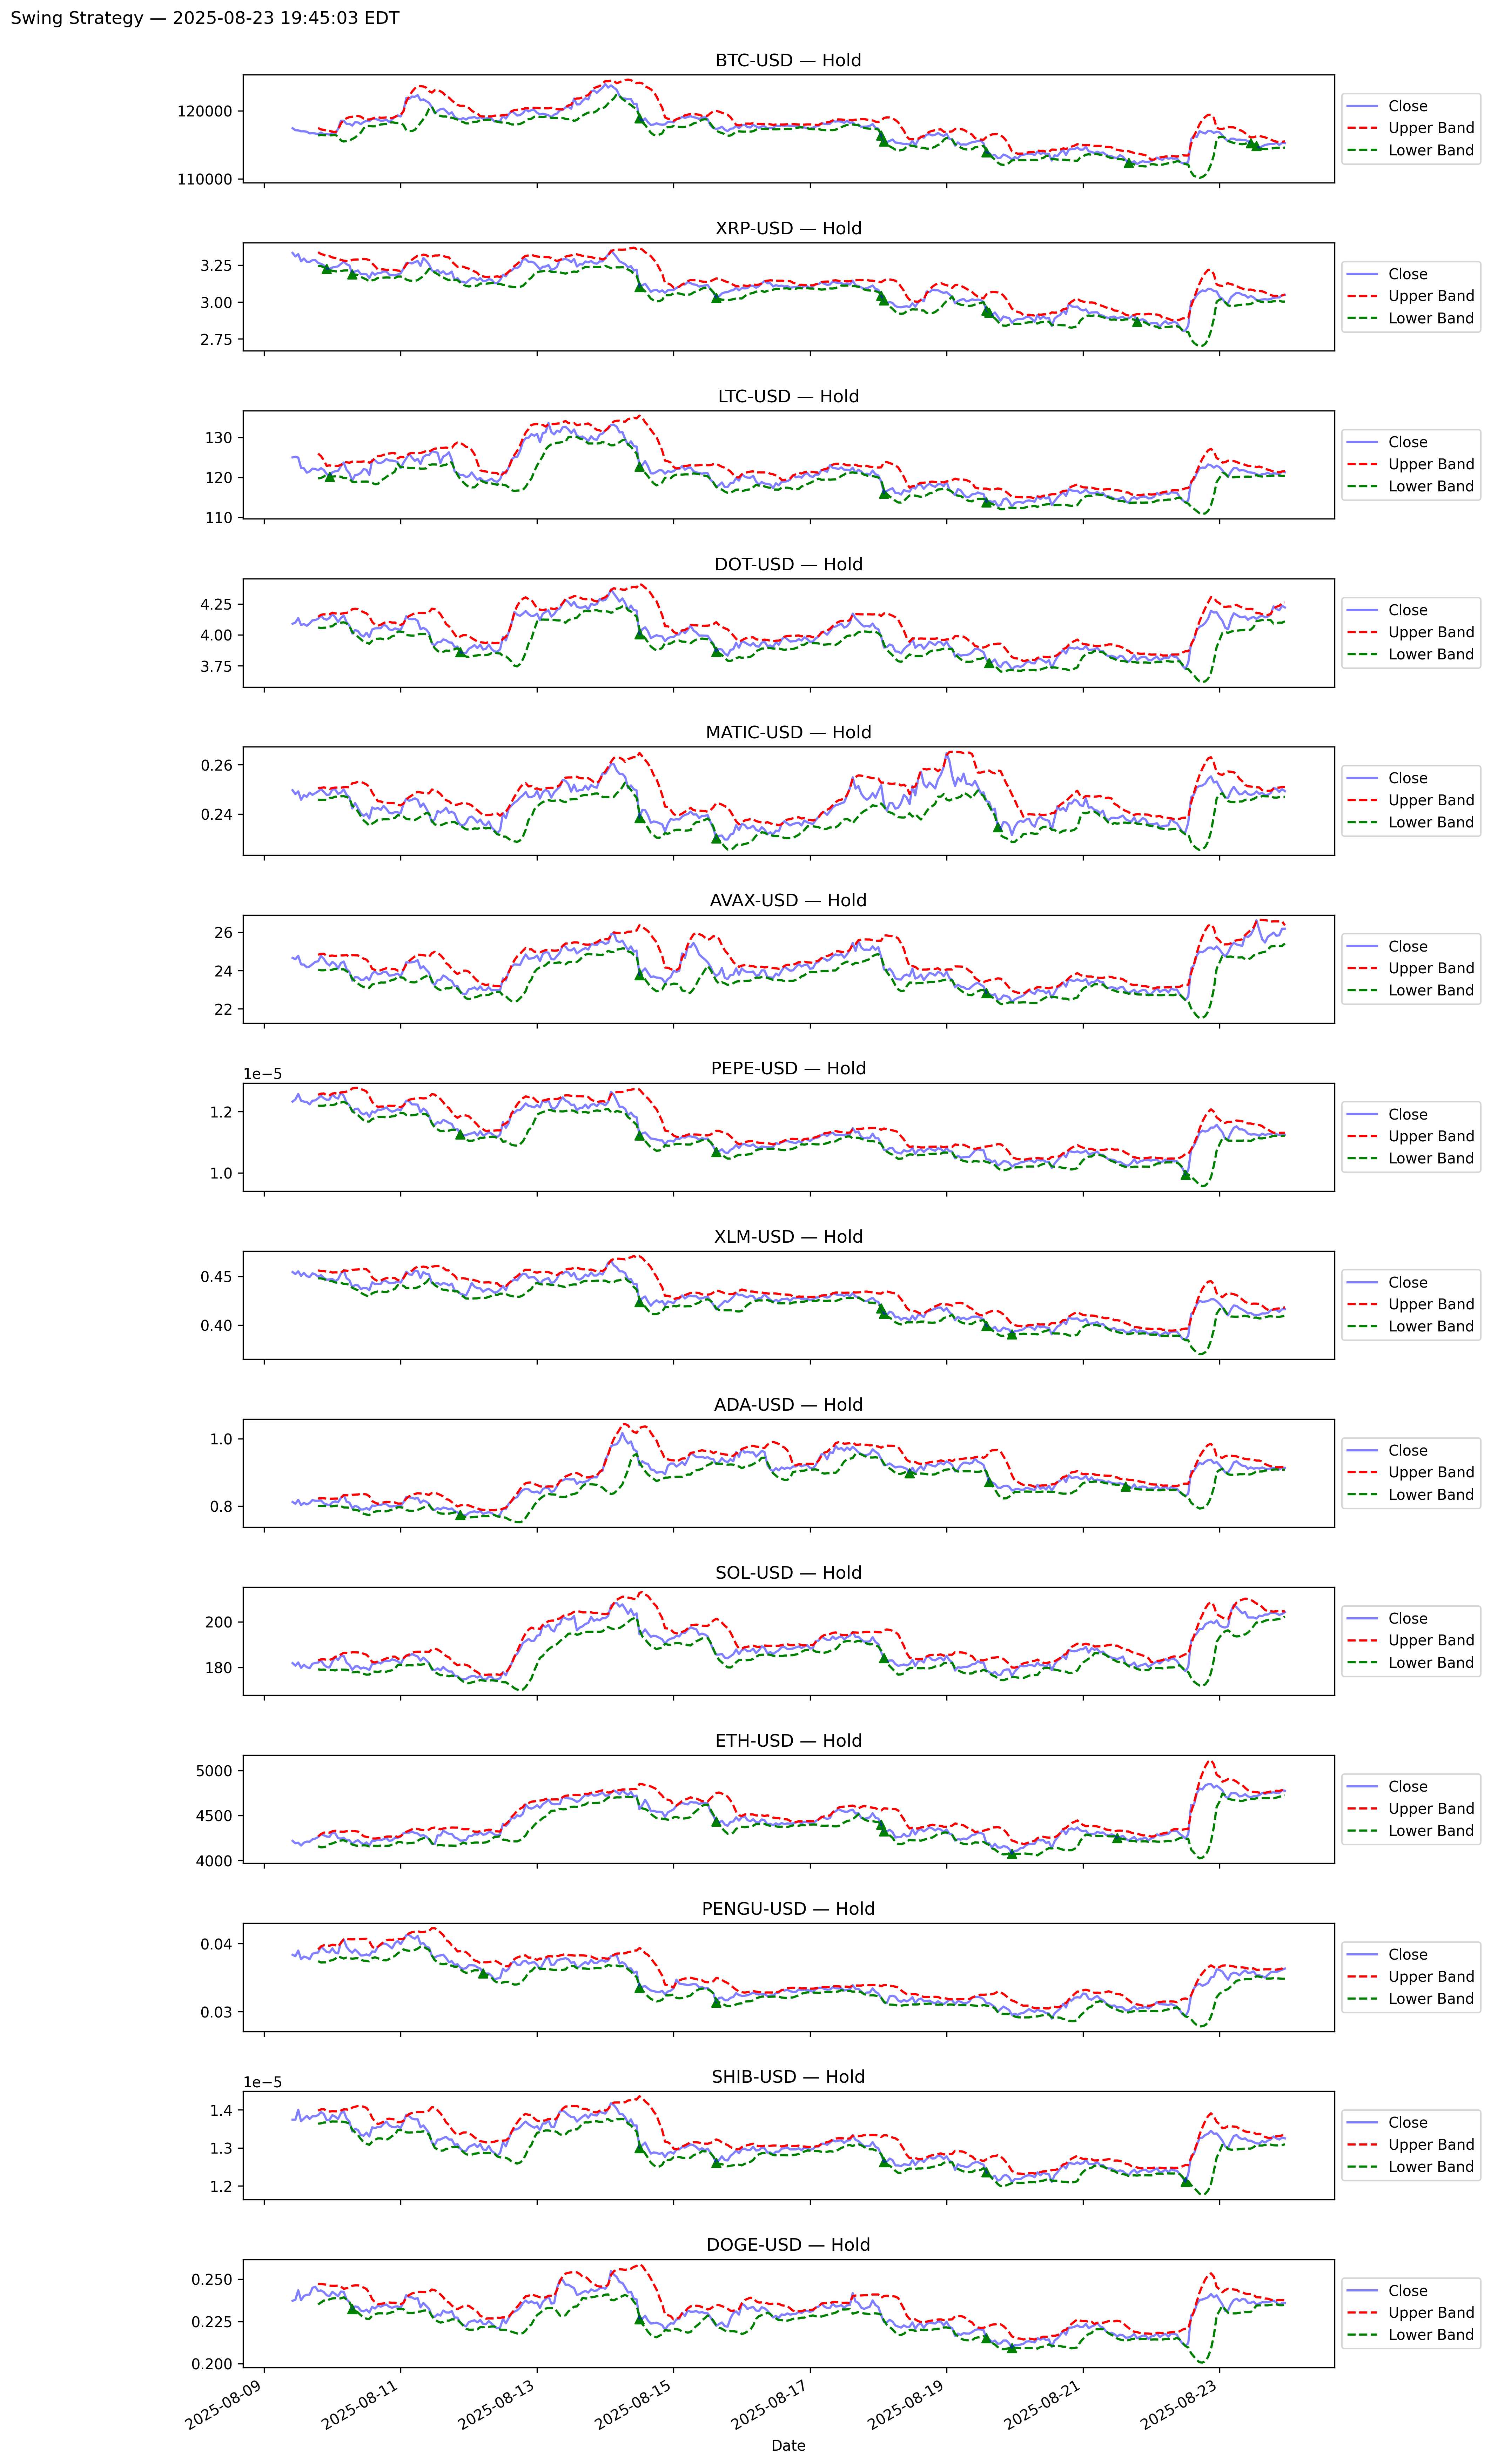 Swing Strategy — 2025-08-23 19:45:03 EDT
BTC-USD — Hold
120000
110000
Close
Upper Band
Lower Band
XRP-USD — Hold
3.25
3.00
2.75
Close
Upper Band
Lower Band
LTC-USD — Hold
130
120
110
Close
Upper Band
Lower Band
DOT-USD — Hold
4.25
4.00
3.75
Close
Upper Band
Lower Band
MATIC-USD — Hold
0.26
0.24
Close
Upper Band
Lower Band
AVAX-USD — Hold
26
24
22
Close
Upper Band
Lower Band
PEPE-USD — Hold
1e−5
1.2
1.0
Close
Upper Band
Lower Band
XLM-USD — Hold
0.45
0.40
Close
Upper Band
Lower Band
ADA-USD — Hold
1.0
0.8
Close
Upper Band
Lower Band
SOL-USD — Hold
200
180
Close
Upper Band
Lower Band
ETH-USD — Hold
5000
4500
4000
Close
Upper Band
Lower Band
PENGU-USD — Hold
0.04
0.03
Close
Upper Band
Lower Band
SHIB-USD — Hold
1e−5
1.4
1.3
1.2
Close
Upper Band
Lower Band
DOGE-USD — Hold
0.250
0.225
0.200
Close
Upper Band
Lower Band
2025-08-09
2025-08-11
2025-08-13
2025-08-15
2025-08-17
2025-08-19
2025-08-21
2025-08-23
Date